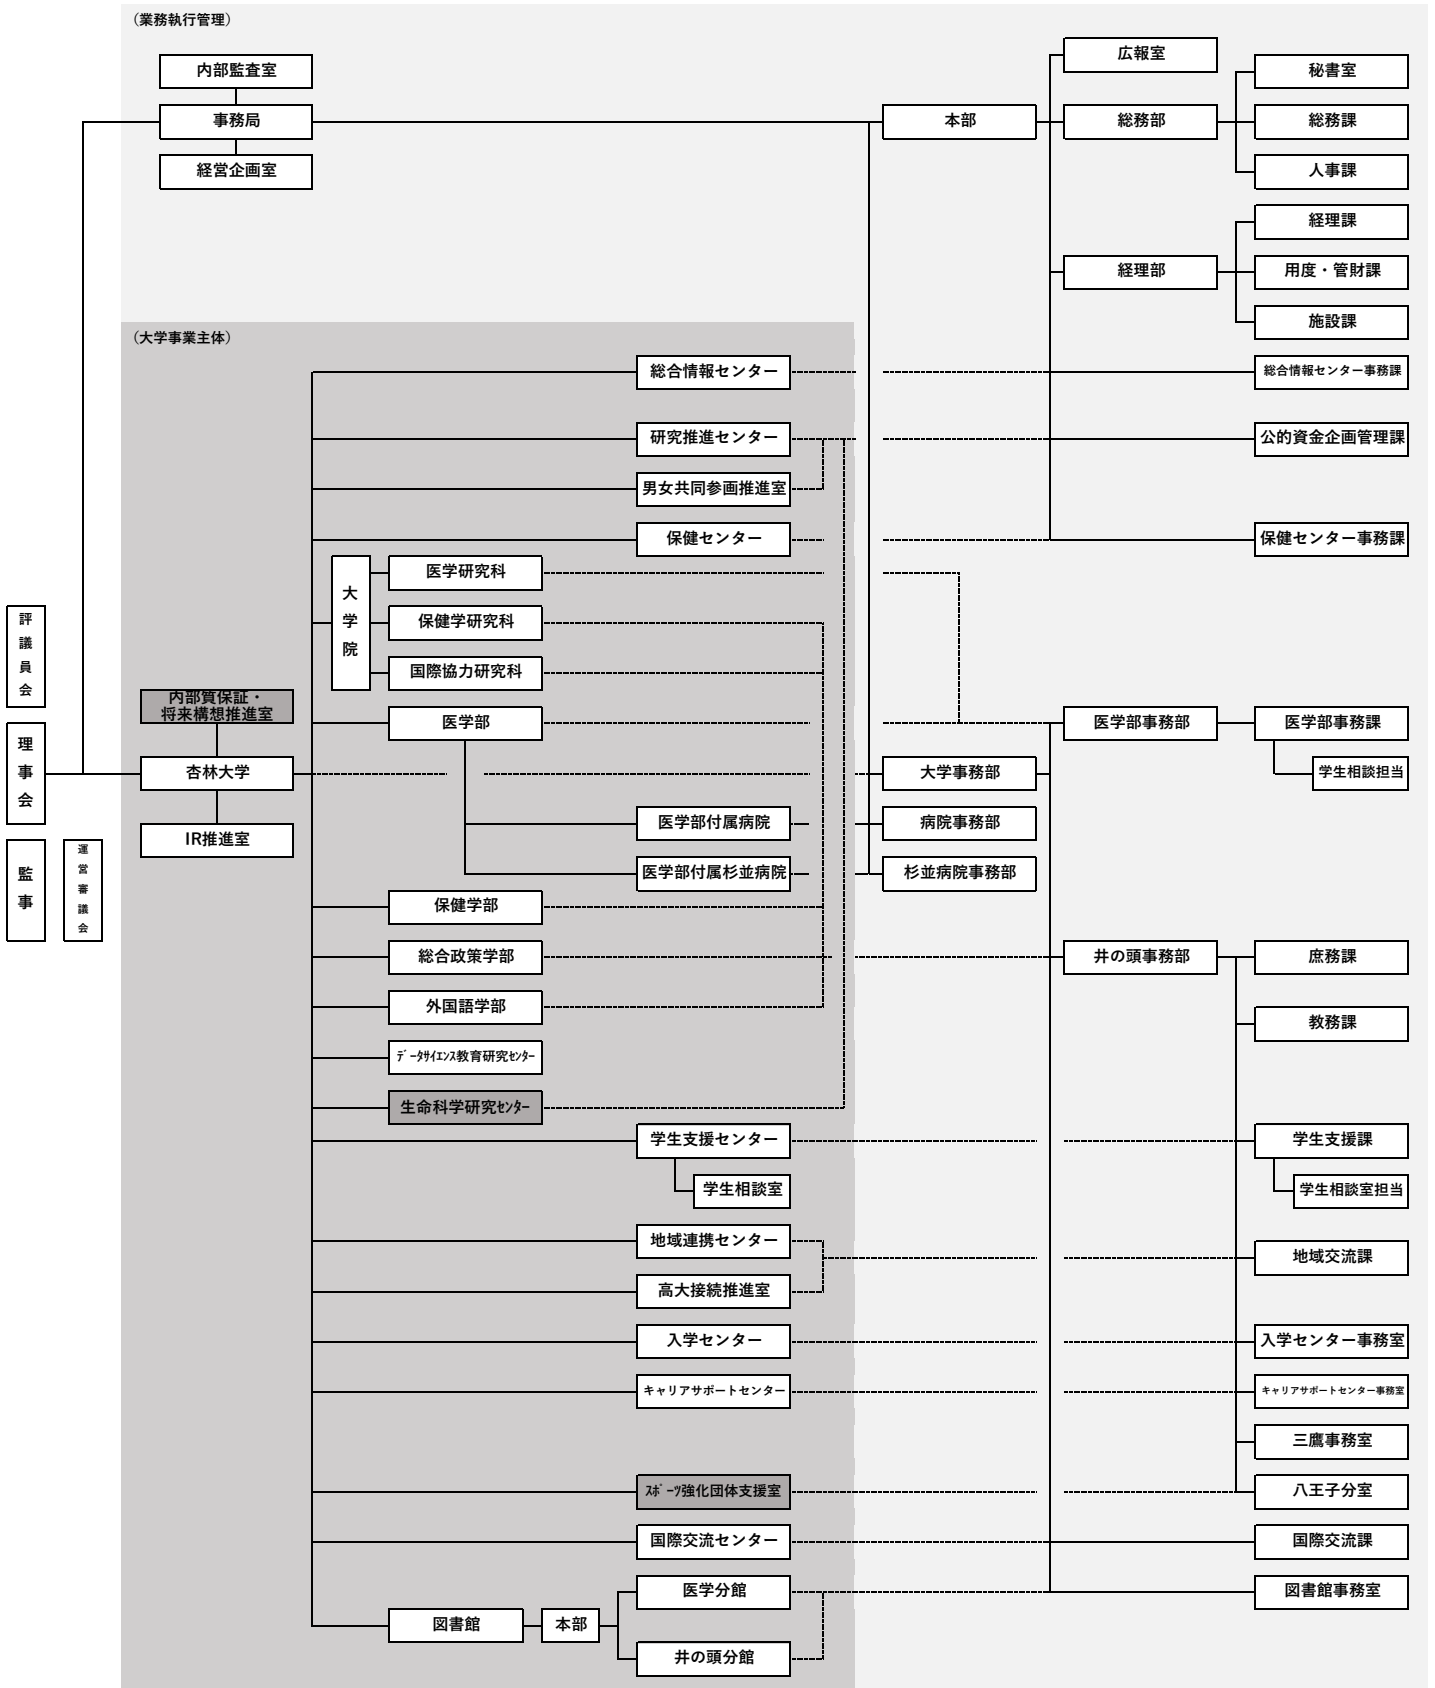 （業務執行管理）
広報室
内部監査室
秘書室
事務局
本部
総務部
総務課
経営企画室
人事課
経理課
経理部
用度・管財課
施設課
（大学事業主体）
総合情報センター
総合情報センター事務課
研究推進センター
公的資金企画管理課
男女共同参画推進室
保健センター
保健センター事務課
大学院
医学研究科
保健学研究科
国際協力研究科
評議員会
内部質保証・
将来構想推進室
医学部
医学部事務部
医学部事務課
理事会
杏林大学
大学事務部
学生相談担当
医学部付属病院
病院事務部
IR推進室
監事
運営審議会
医学部付属杉並病院
杉並病院事務部
保健学部
総合政策学部
井の頭事務部
庶務課
外国語学部
教務課
ﾃﾞｰﾀｻｲｴﾝｽ教育研究ｾﾝﾀｰ
生命科学研究ｾﾝﾀｰ
学生支援センター
学生支援課
学生相談室
学生相談室担当
地域連携センター
地域交流課
高大接続推進室
入学センター
入学センター事務室
キャリアサポートセンター
キャリアサポートセンター事務室
三鷹事務室
ｽﾎﾟｰﾂ強化団体支援室
八王子分室
国際交流センター
国際交流課
医学分館
図書館事務室
図書館
本部
井の頭分館